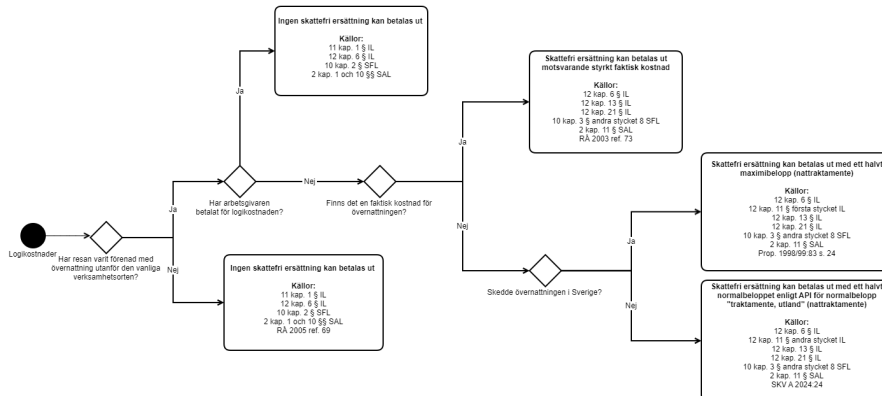 Logikostnader
Har resan varit förenad med
övernattning utanför den vanliga
verksamhetsorten?
Ja
Nej
Ingen skattefri ersättning kan betalas ut
Källor:
11 kap. 1 § IL
12 kap. 6 § IL
10 kap. 2 § SFL
2 kap. 1 och 10 §§ SAL
RÅ 2005 ref. 69
Har arbetsgivaren
betalat för logikostnaden?
Ja
Ingen skattefri ersättning kan betalas ut
Källor:
11 kap. 1 § IL
12 kap. 6 § IL
10 kap. 2 § SFL
2 kap. 1 och 10 §§ SAL
Nej
Finns det en faktisk kostnad för
övernattningen?
Ja
Skattefri ersättning kan betalas ut
motsvarande styrkt faktisk kostnad
Källor:
12 kap. 6 § IL
12 kap. 13 § IL
12 kap. 21 § IL
10 kap. 3 § andra stycket 8 SFL
2 kap. 11 § SAL
RÅ 2003 ref. 73
Nej
Skedde övernattningen i Sverige?
Ja
Skattefri ersättning kan betalas ut med ett halvt
maximibelopp (nattraktamente)
Källor:
12 kap. 6 § IL
12 kap. 11 § första stycket IL
12 kap. 13 § IL
12 kap. 21 § IL
10 kap. 3 § andra stycket 8 SFL
2 kap. 11 § SAL
Prop. 1998/99:83 s. 24
Nej
Skattefri ersättning kan betalas ut med ett halvt
normalbeloppet enligt API för normalbelopp
"traktamente, utland" (nattraktamente)
Källor:
12 kap. 6 § IL
12 kap. 11 § andra stycket IL
12 kap. 13 § IL
12 kap. 21 § IL
10 kap. 3 § andra stycket 8 SFL
2 kap. 11 § SAL
SKV A 2024:24